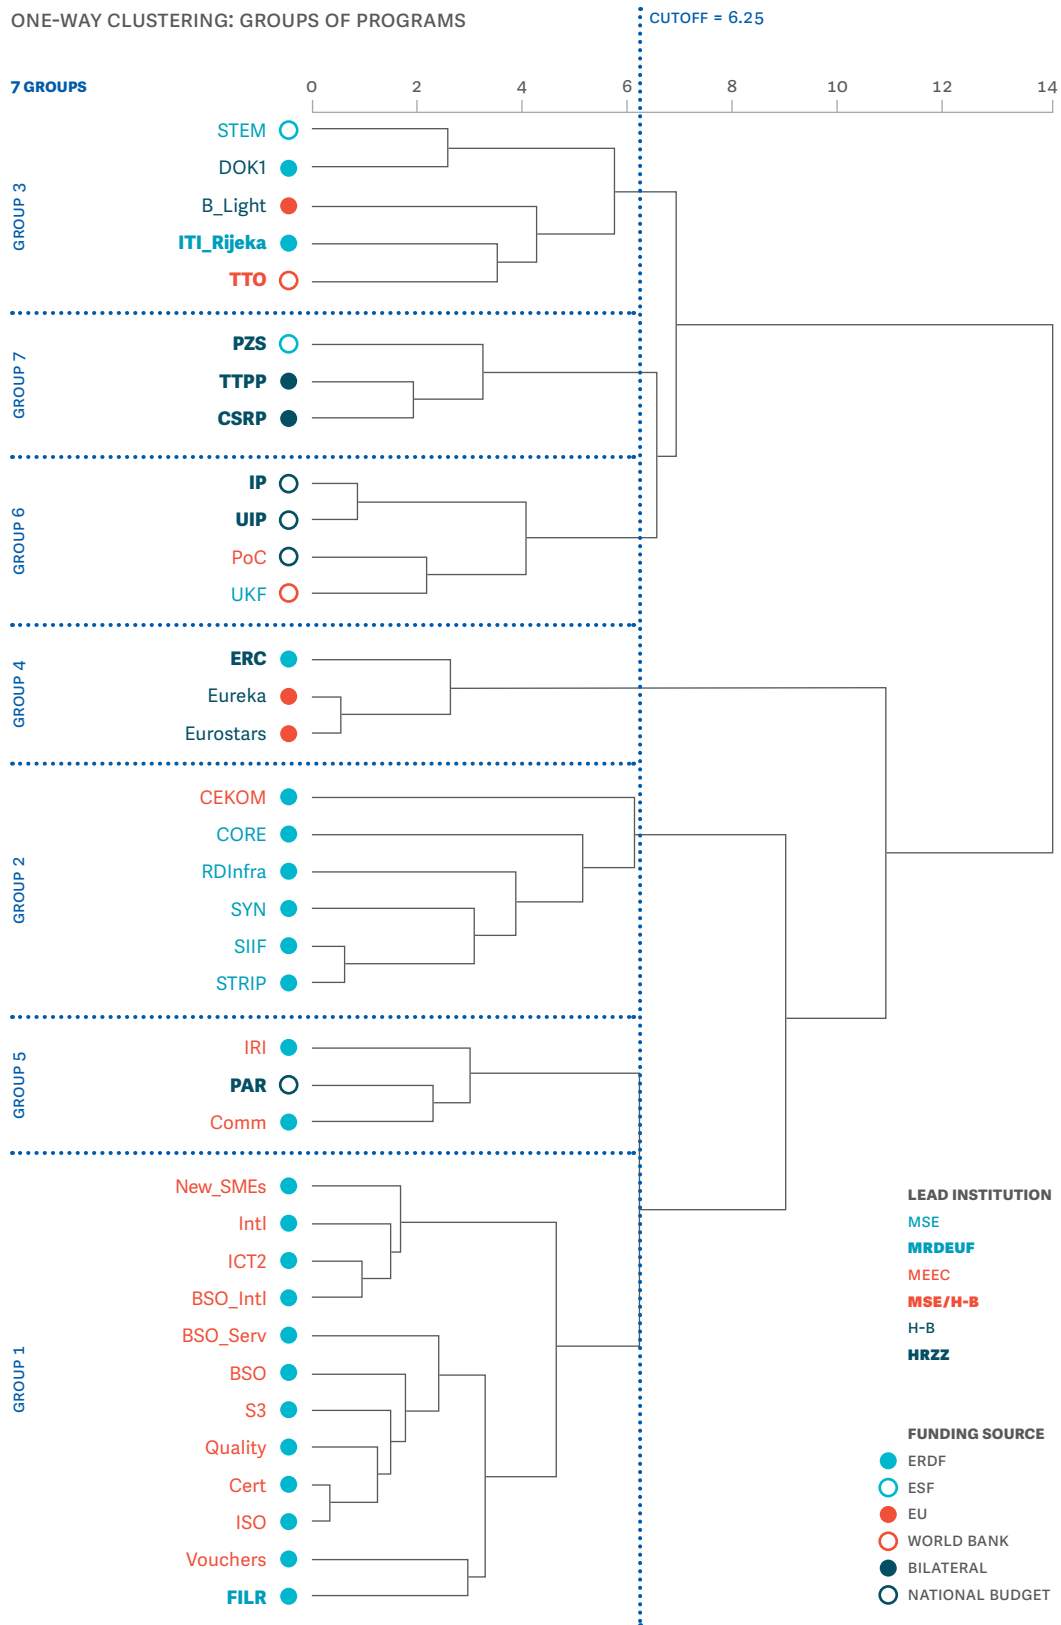 ONE-WAY CLUSTERING: GROUPS OF PROGRAMS
CUTOFF = 6.25
7 GROUPS
0 2 4 6 8 10 12 14
GROUP 3
STEM
DOK1
B_Light
ITI_Rijeka
TTO
GROUP 7
PZS
TTPP
CSRP
GROUP 6
IP
UIP
PoC
UKF
GROUP 4
ERC
Eureka
Eurostars
GROUP 2
CEKOM
CORE
RDInfra
SYN
SIIF
STRIP
GROUP 5
IRI
PAR
Comm
GROUP 1
New_SMEs
Intl
ICT2
BSO_Intl
BSO_Serv
BSO
S3
Quality
Cert
ISO
Vouchers
FILR
LEAD INSTITUTION
MSE
MRDEUF
MEEC
MSE/H-B
H-B
HRZZ
FUNDING SOURCE
ERDF
ESF
EU
WORLD BANK
BILATERAL
NATIONAL BUDGET